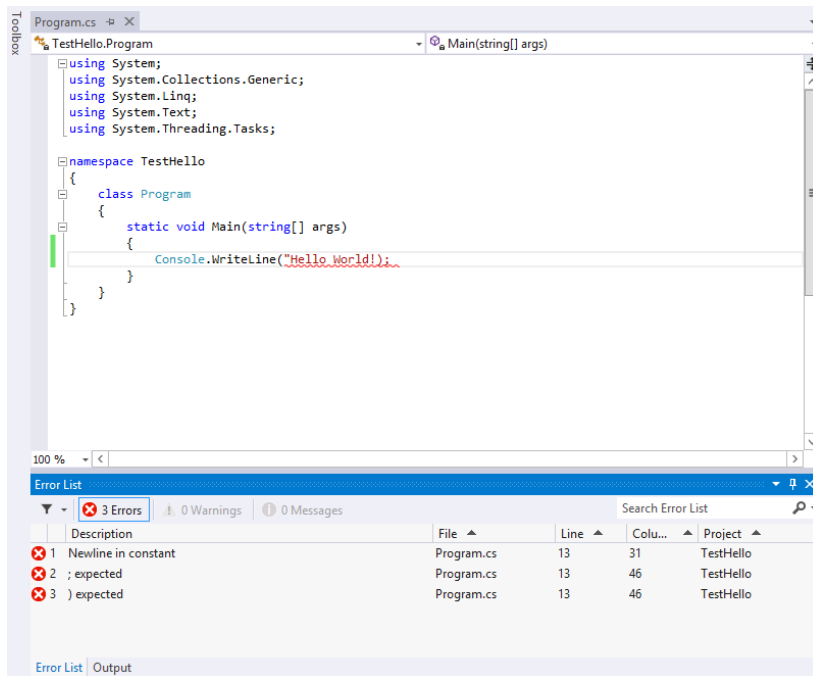 Toolbox
Program.cs
TestHello.Program Main(string[] args)
using System;
using System.Collections.Generic;
using System.Linq;
using System.Text;
using System.Threading.Tasks;
namespace TestHello
{
class Program
{
static void Main(string[] args)
{
Console.WriteLine("Hello World!);
}
}
}
100 %
Error List
3 Errors 0 Warnings 0 Messages Search Error List
Description File Line Colu... Project
1 Newline in constant Program.cs 13 31 TestHello
2 ; expected Program.cs 13 46 TestHello
3 ) expected Program.cs 13 46 TestHello
Error List Output